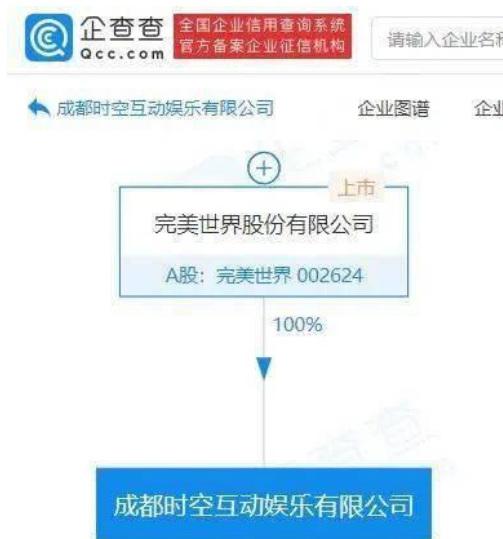 企查查
Qcc.com
全国企业信用查询系统
官方备案企业征信机构
请输入企业名称
成都时空互动娱乐有限公司
企业图谱
企业
上市
完美世界股份有限公司
A股：完美世界 002624
100%
成都时空互动娱乐有限公司